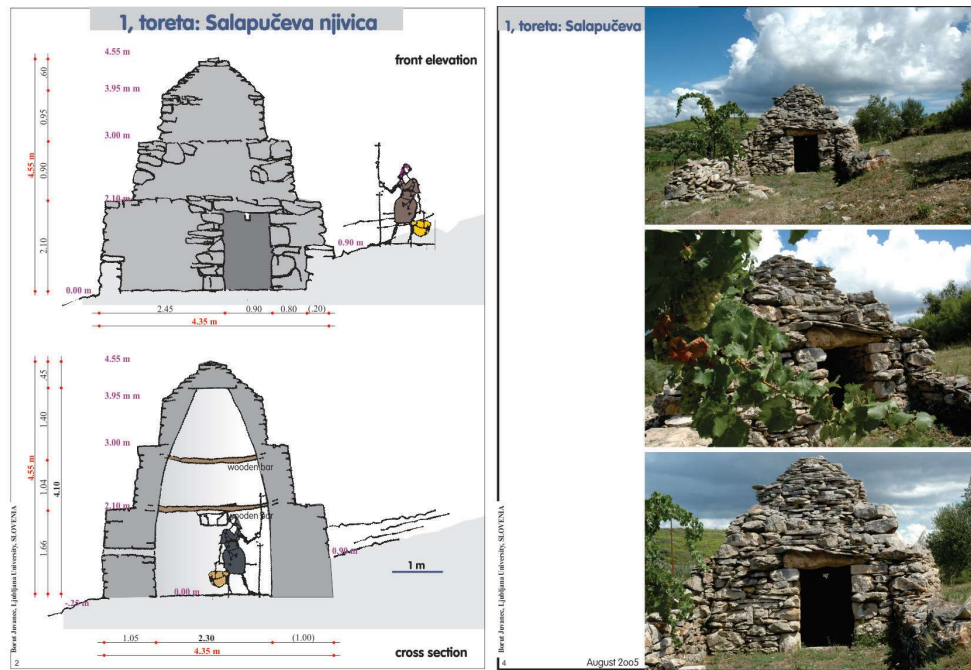 1, toreta: Salapučeva njivica
front elevation
4.55 m
3.95 m m
3.00 m
2.10 m
0.90 m
0.00 m
.60
0.95
0.90
2.10
4.55 m
2.45
0.90
0.80
(.20)
4.35 m
4.55 m
3.95 m
3.00 m
2.10 m
0.90 m
0.00 m
-.25 m
.45
1.40
1.04
1.66
4.55 m
4.10
wooden bar
wooden bar
1 m
1.05
2.30
(1.00)
4.35 m
cross section
Borut Juvanec, Ljubljana University, SLOVENIA
2
1, toreta: Salapučeva
Borut Juvanec, Ljubljana University, SLOVENIA
4
August 2oo5